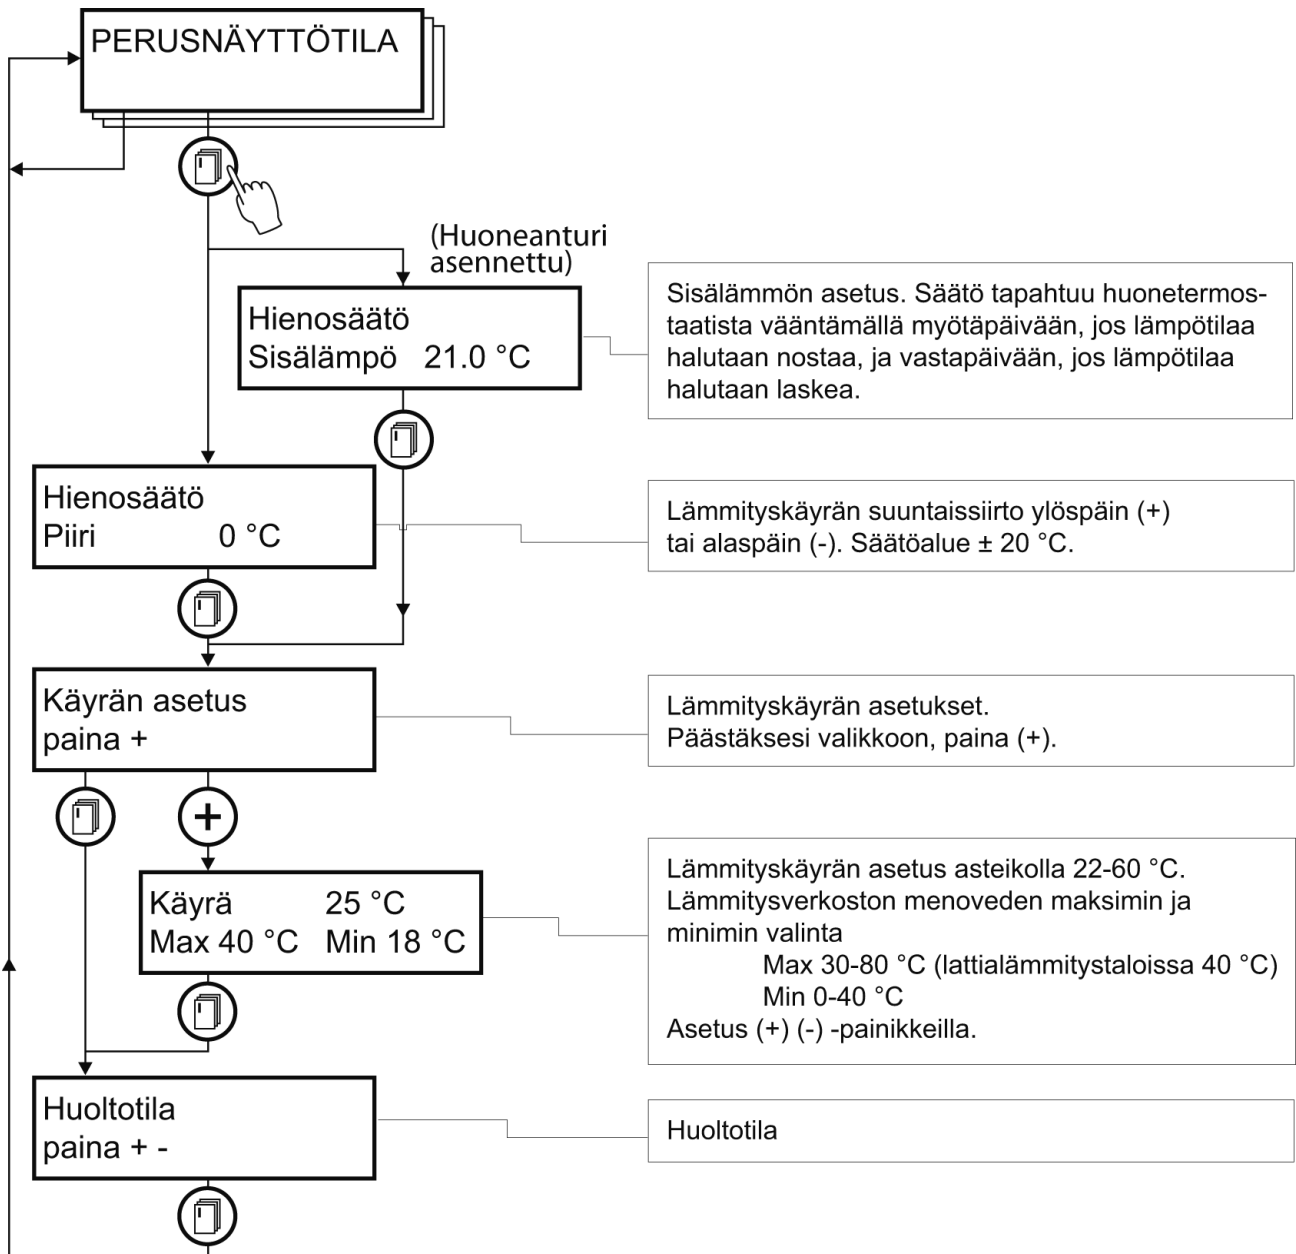 PERUSNÄYTTÖTILA
(Huoneanturi
asennettu)
Hienosäätö
Sisälämpö 21.0 °C
Sisälämmön asetus. Säätö tapahtuu huonetermos-
taatista vääntämällä myötäpäivään, jos lämpötilaa
halutaan nostaa, ja vastapäivään, jos lämpötilaa
halutaan laskea.
Hienosäätö
Piiri 0 °C
Lämmityskäyrän suuntaissiirto ylöspäin (+)
tai alaspäin (-). Säätöalue ± 20 °C.
Käyrän asetus
paina +
Lämmityskäyrän asetukset.
Päästäksesi valikkoon, paina (+).
+
Käyrä 25 °C
Max 40 °C Min 18 °C
Lämmityskäyrän asetus asteikolla 22-60 °C.
Lämmitysverkoston menoveden maksimin ja
minimin valinta
Max 30-80 °C (lattialämmitystaloissa 40 °C)
Min 0-40 °C
Asetus (+) (-) -painikkeilla.
Huoltotila
paina + -
Huoltotila